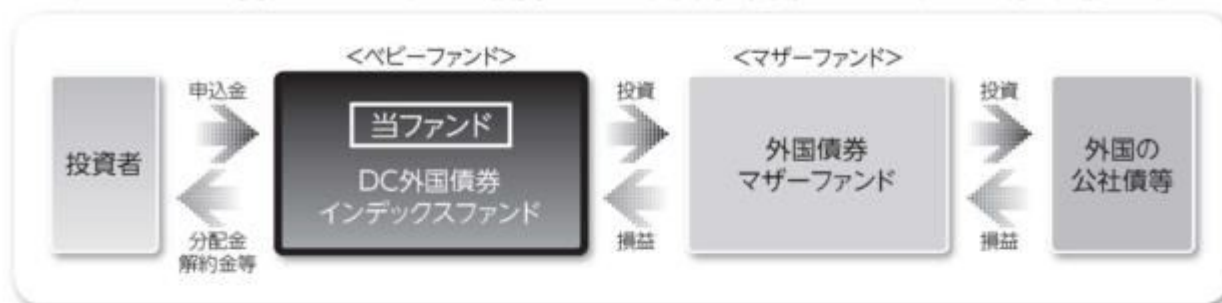 <ベビーファンド>
<マザーファンド>
投資者
申込金
分配金
解約金等
当ファンド
DC外国債券
インデックスファンド
投資
損益
外国債券
マザーファンド
投資
損益
外国の
公社債等